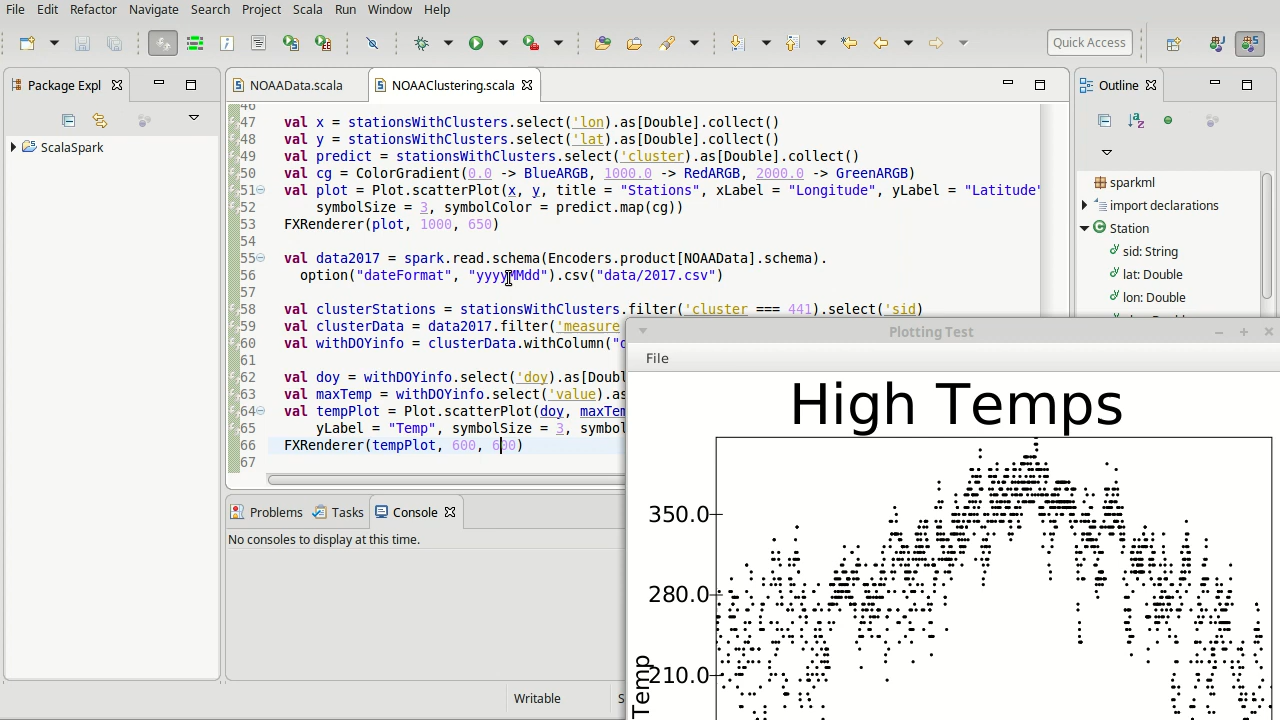 File Edit Refactor Navigate Search Project Scala Run Window Help
Quick Access
Package Expl
NOAAData.scala
NOAAClustering.scala
Outline
ScalaSpark
46
47 val x = stationsWithClusters.select('lon).as[Double].collect()
48 val y = stationsWithClusters.select('lat).as[Double].collect()
49 val predict = stationsWithClusters.select('cluster).as[Double].collect()
50 val cg = ColorGradient(0.0 -> BlueARGB, 1000.0 -> RedARGB, 2000.0 -> GreenARGB)
51 val plot = Plot.scatterPlot(x, y, title = "Stations", xLabel = "Longitude", yLabel = "Latitude"
52 symbolSize = 3, symbolColor = predict.map(cg))
53 FXRenderer(plot, 1000, 650)
54
55 val data2017 = spark.read.schema(Encoders.product[NOAAData].schema).
56 option("dateFormat", "yyyyMMdd").csv("data/2017.csv")
57
58 val clusterStations = stationsWithClusters.filter('cluster === 441).select('sid)
59 val clusterData = data2017.filter('measure
60 val withDOYinfo = clusterData.withColumn("d
61
62 val doy = withDOYinfo.select('doy).as[Doubl
63 val maxTemp = withDOYinfo.select('value).as
64 val tempPlot = Plot.scatterPlot(doy, maxTem
65 yLabel = "Temp", symbolSize = 3, symbol
66 FXRenderer(tempPlot, 600, 600)
67
sparkml
import declarations
Station
sid: String
lat: Double
lon: Double
Problems Tasks Console
No consoles to display at this time.
Writable
S
Plotting Test
File
High Temps
350.0
280.0
210.0
Temp